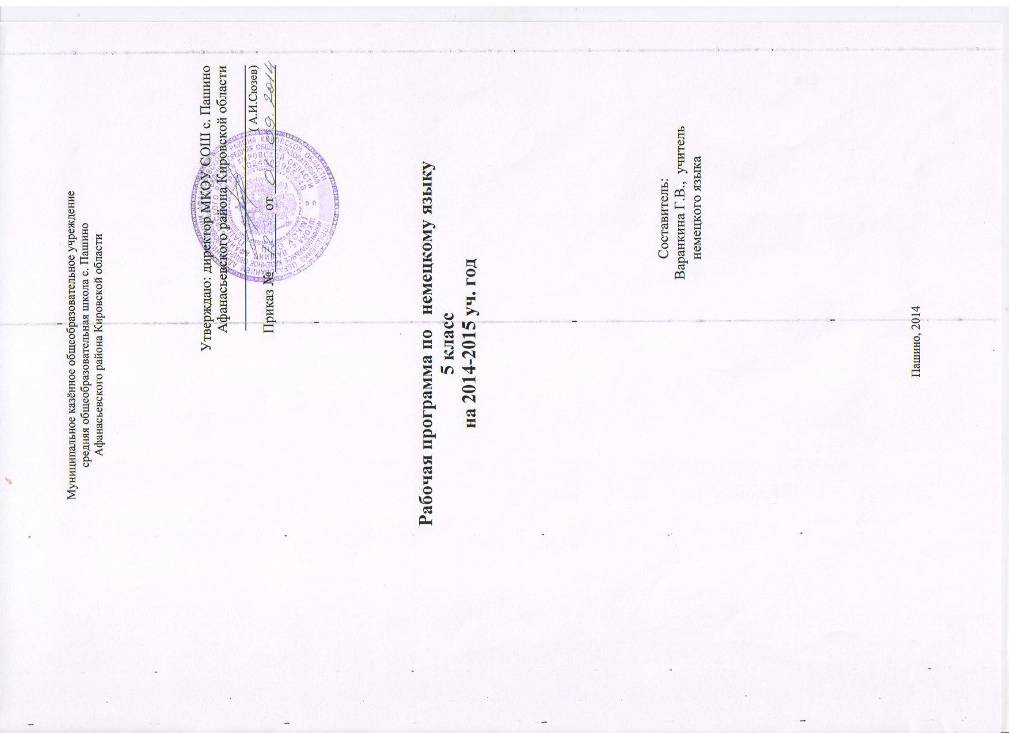 Муниципальное казённое общеобразовательное учреждение
средняя общеобразовательная школа с. Пашино
Афанасьевского района Кировской области
Утверждаю: директор МКОУ СОШ с. Пашино
Афанасьевского района Кировской области
( А.И.Сюзев)
Приказ № от 2014
Рабочая программа по немецкому языку
5 класс
на 2014-2015 уч. год
Составитель:
Варанкина Г.В., учитель
немецкого языка
Пашино, 2014